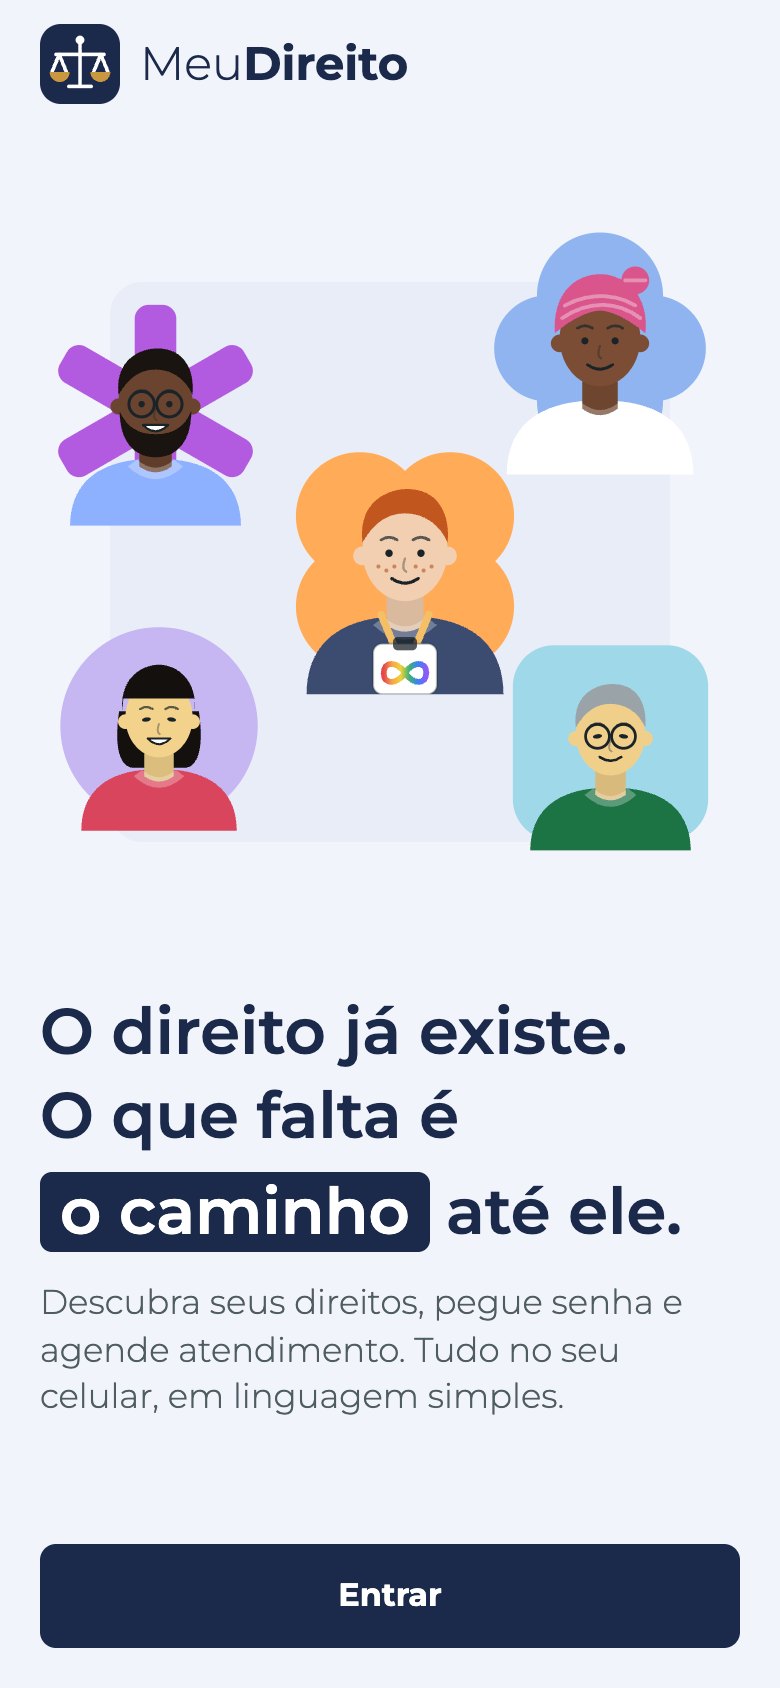 MeuDireito
O direito já existe.
O que falta é
o caminho até ele.
Descubra seus direitos, pegue senha e
agende atendimento. Tudo no seu
celular, em linguagem simples.
Entrar